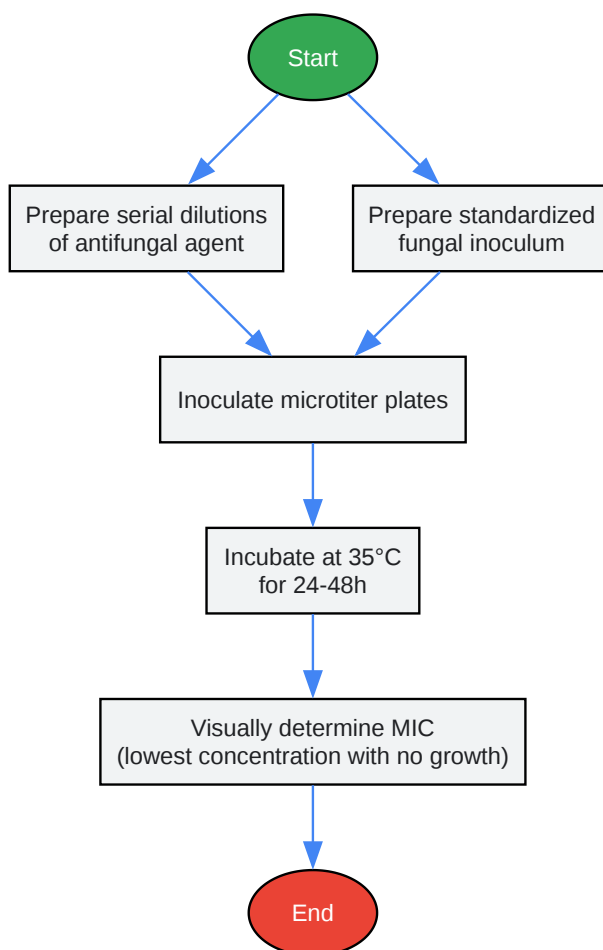 Start
Prepare serial dilutions
of antifungal agent
Prepare standardized
fungal inoculum
Inoculate microtiter plates
Incubate at 35°C
for 24-48h
Visually determine MIC
(lowest concentration with no growth)
End